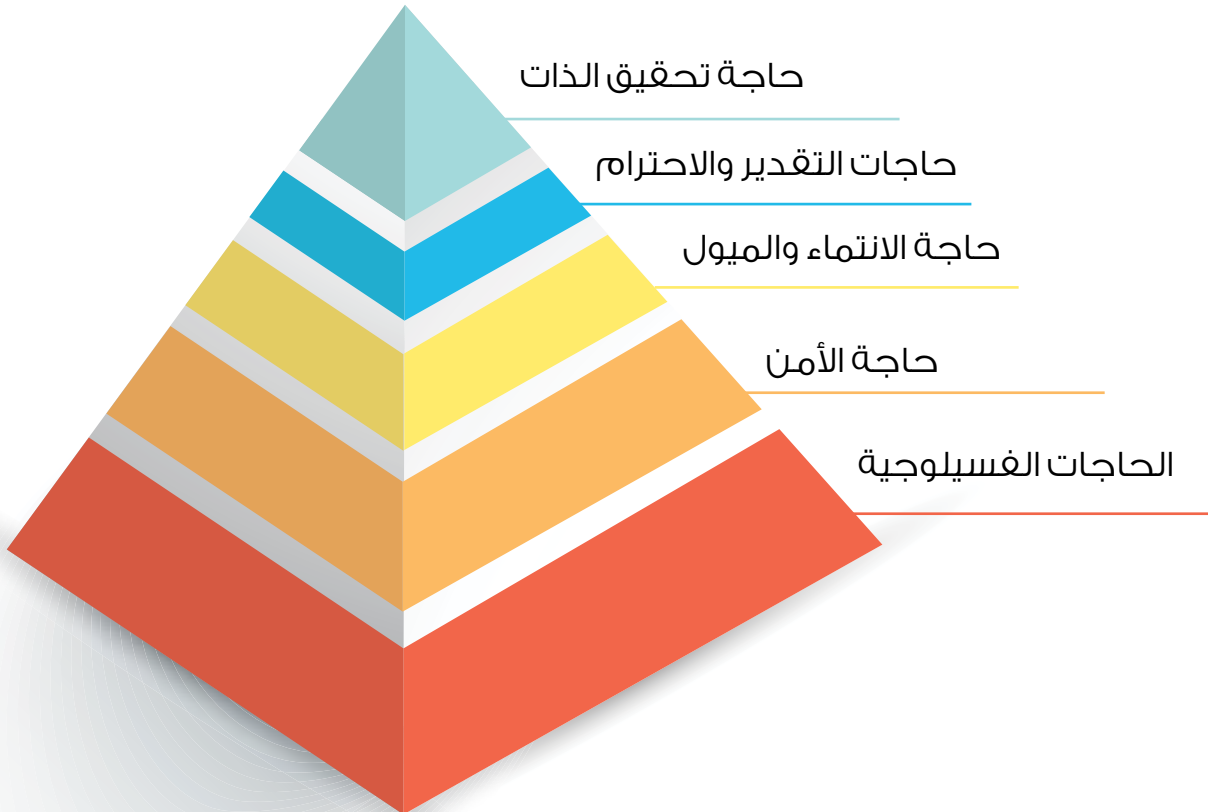 حاجة تحقيق الذات
حاجات التقدير والاحترام
حاجة الانتماء والميول
حاجة الأمن
الحاجات الفسيلوجية